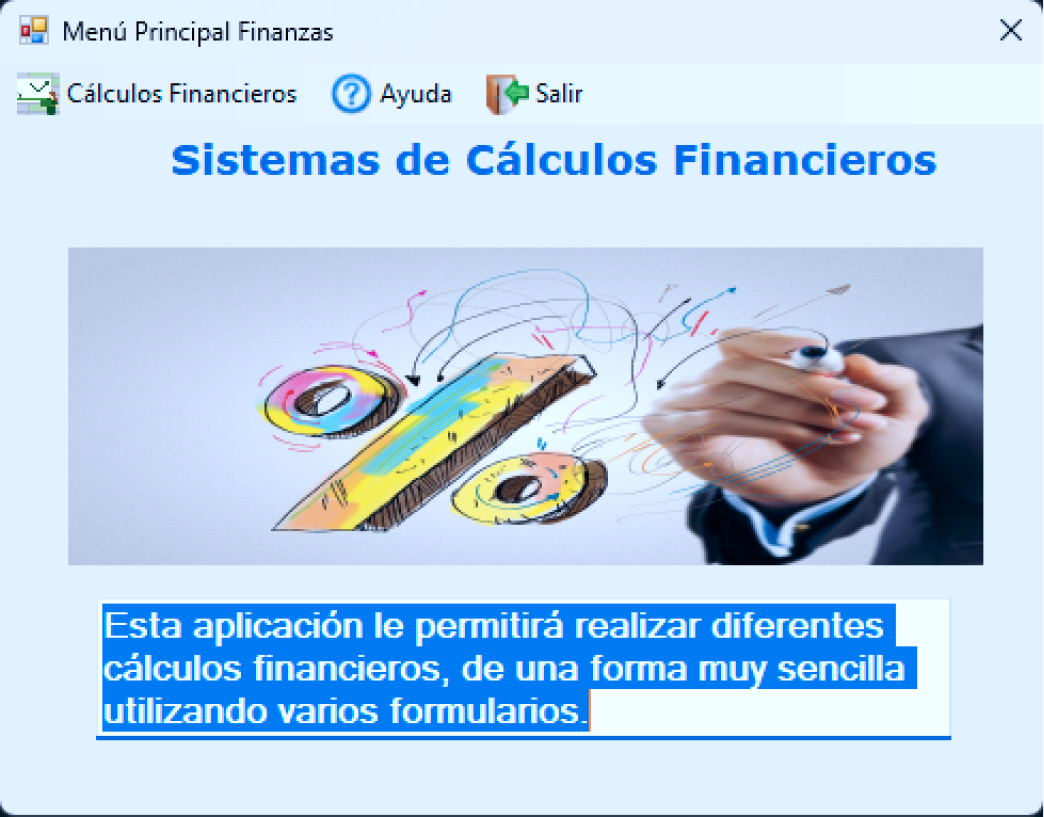 Menú Principal Finanzas
Cálculos Financieros Ayuda Salir
Sistemas de Cálculos Financieros
Esta aplicación le permitirá realizar diferentes
cálculos financieros, de una forma muy sencilla
utilizando varios formularios.